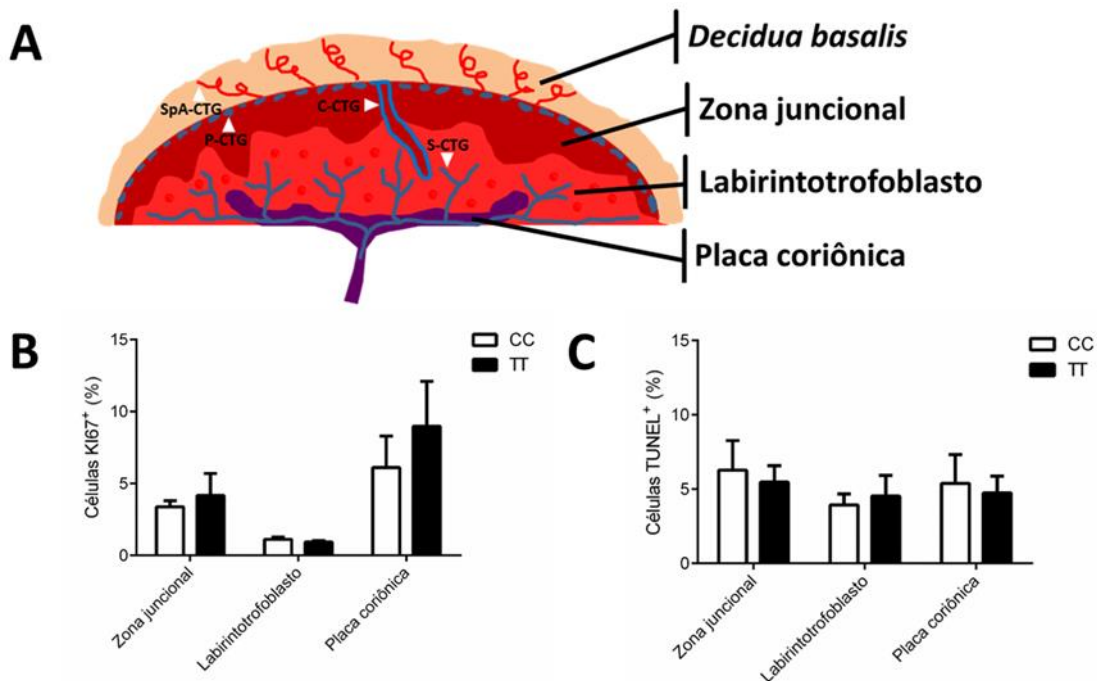 A
Decidua basalis
Zona juncional
Labirintotrofoblasto
Placa coriônica
SpA-CTG
P-CTG
C-CTG
S-CTG
B
Células KI67+ (%)
15
10
5
0
CC
TT
Zona juncional
Labirintotrofoblasto
Placa coriônica
C
Células TUNEL+ (%)
15
10
5
0
CC
TT
Zona juncional
Labirintotrofoblasto
Placa coriônica